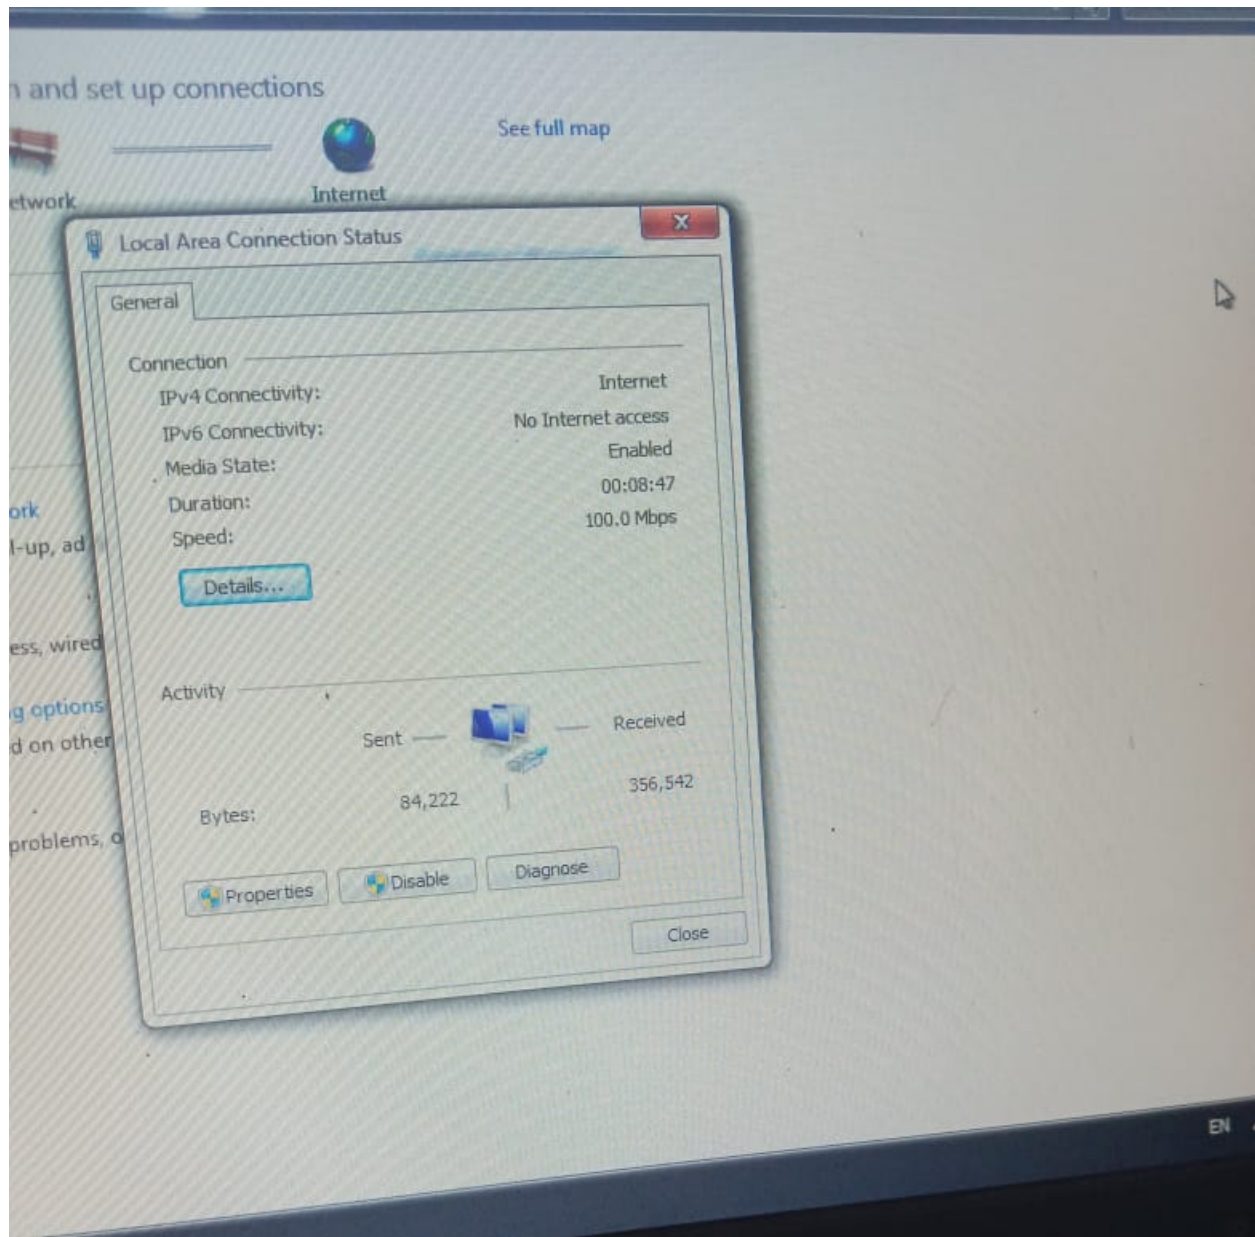 and set up connections
See full map
etwork
Internet
Local Area Connection Status
General
Connection
IPv4 Connectivity: Internet
IPv6 Connectivity: No Internet access
Media State: Enabled
Duration: 00:08:47
Speed: 100.0 Mbps
Details...
Activity
Sent
Received
Bytes: 84,222 356,542
Properties Disable Diagnose
Close
ork
l-up, ad
ess, wired
g options
d on other
problems, o
EN